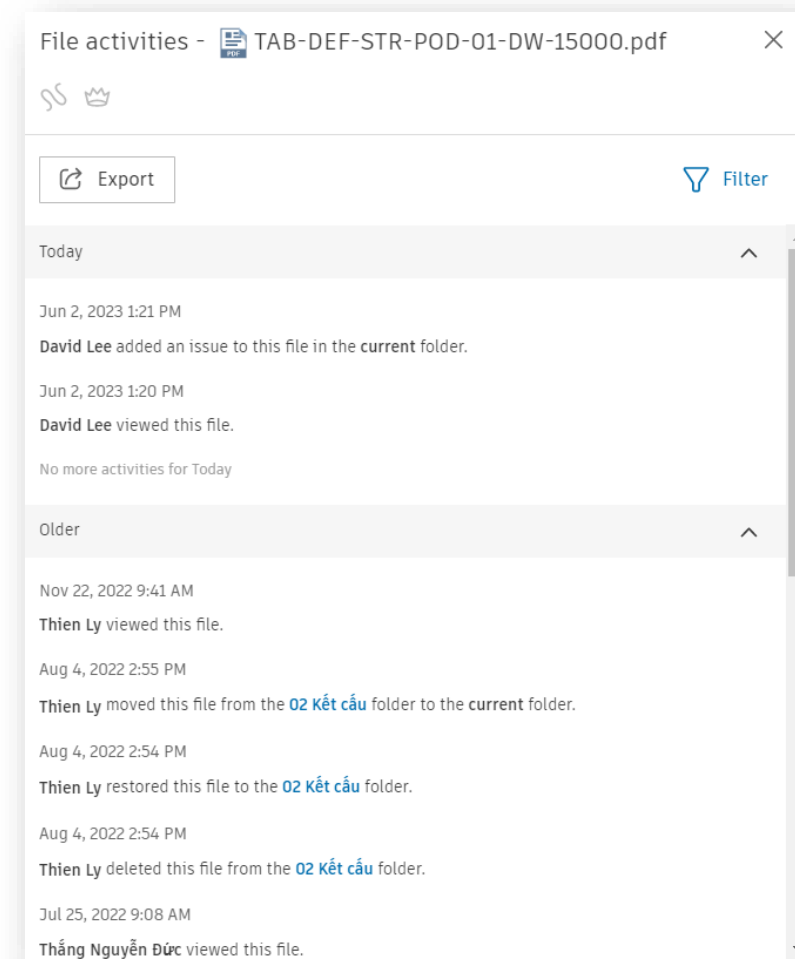 File activities - TAB-DEF-STR-POD-01-DW-15000.pdf
Export
Filter
Today
Jun 2, 2023 1:21 PM
David Lee added an issue to this file in the current folder.
Jun 2, 2023 1:20 PM
David Lee viewed this file.
No more activities for Today
Older
Nov 22, 2022 9:41 AM
Thien Ly viewed this file.
Aug 4, 2022 2:55 PM
Thien Ly moved this file from the 02 Kết cấu folder to the current folder.
Aug 4, 2022 2:54 PM
Thien Ly restored this file to the 02 Kết cấu folder.
Aug 4, 2022 2:54 PM
Thien Ly deleted this file from the 02 Kết cấu folder.
Jul 25, 2022 9:08 AM
Thắng Nguyễn Đức viewed this file.